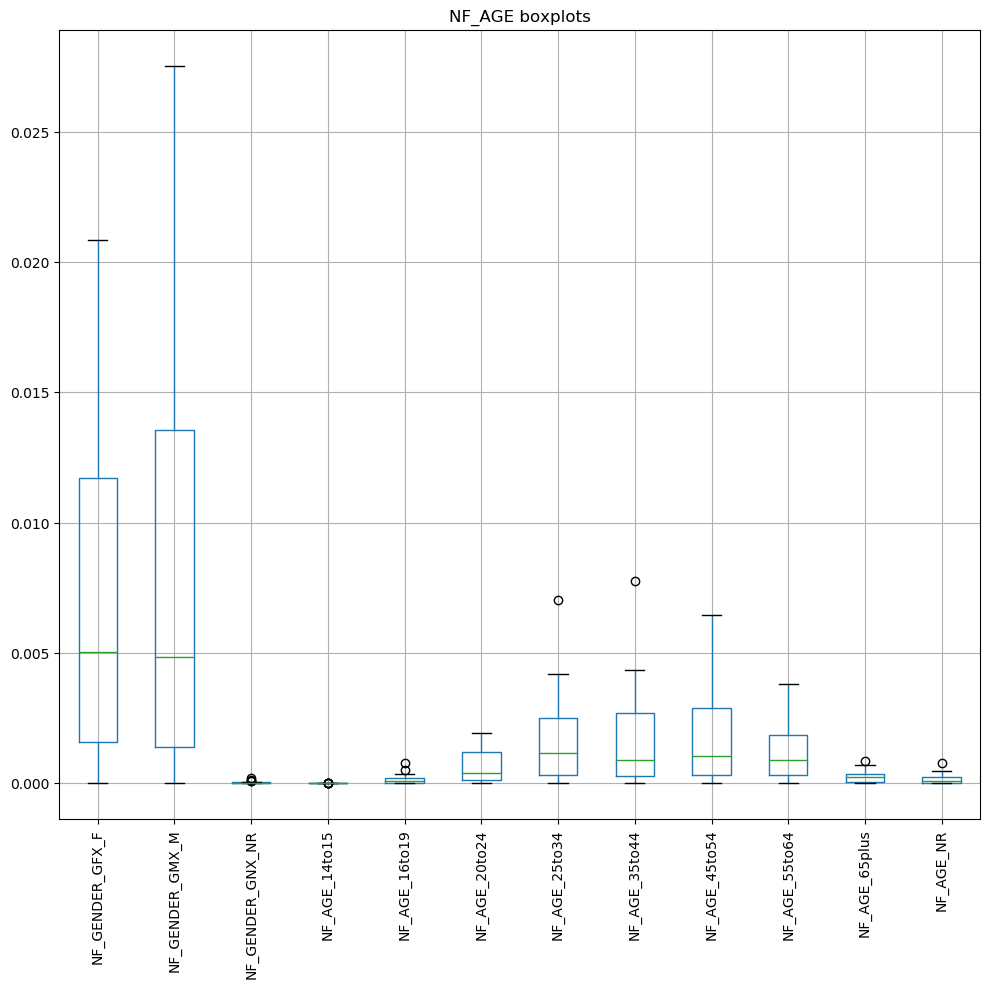 NF_AGE boxplots
0.025
0.020
0.015
0.010
0.005
0.000
NF_GENDER_GFX_F
NF_GENDER_GMX_M
NF_GENDER_GNX_NR
NF_AGE_14to15
NF_AGE_16to19
NF_AGE_20to24
NF_AGE_25to34
NF_AGE_35to44
NF_AGE_45to54
NF_AGE_55to64
NF_AGE_65plus
NF_AGE_NR